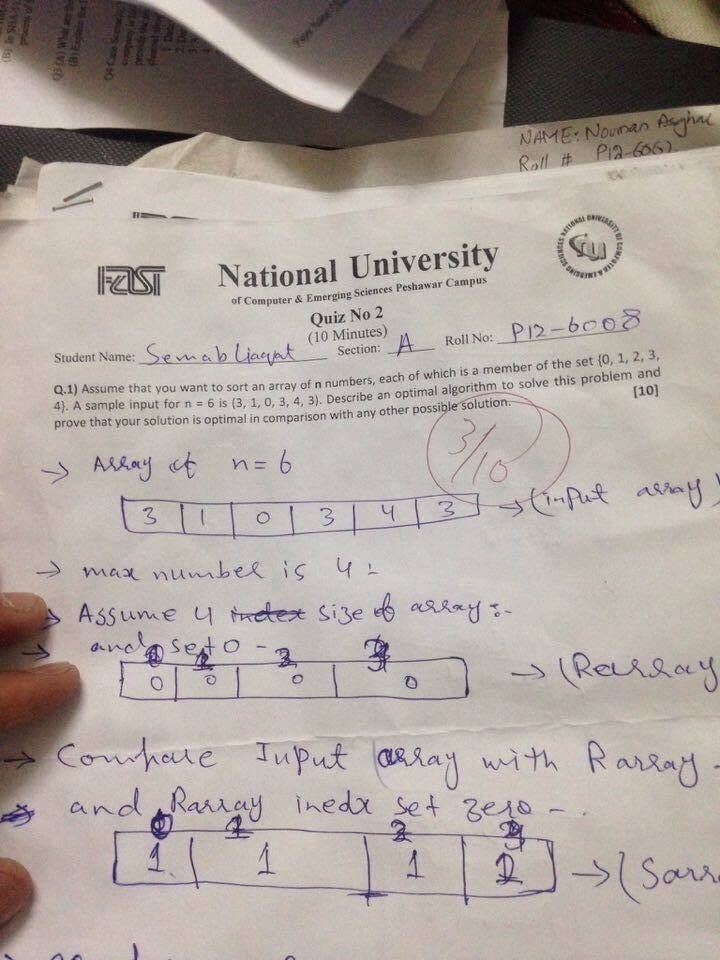 NAME: Nouman Asghar
Roll # P12-6067
FAST
National University
of Computer & Emerging Sciences Peshawar Campus
Quiz No 2
(10 Minutes)
Student Name: Semab Liaqat Section: A Roll No: P12-6008
Q.1) Assume that you want to sort an array of n numbers, each of which is a member of the set {0, 1, 2, 3,
4}. A sample input for n = 6 is {3, 1, 0, 3, 4, 3}. Describe an optimal algorithm to solve this problem and
prove that your solution is optimal in comparison with any other possible solution. [10]
3/10
→ Array of n = 6
3 1 0 3 4 3 → (input array)
→ max number is 4 :-
→ Assume 4 index size of array :-
→ and set 0 -
0 0 0 0 → (Rarray
→ Compare Input array with Rarray -
→ and Rarray inedx set zero -.
1 1 1 2 → (Sarr